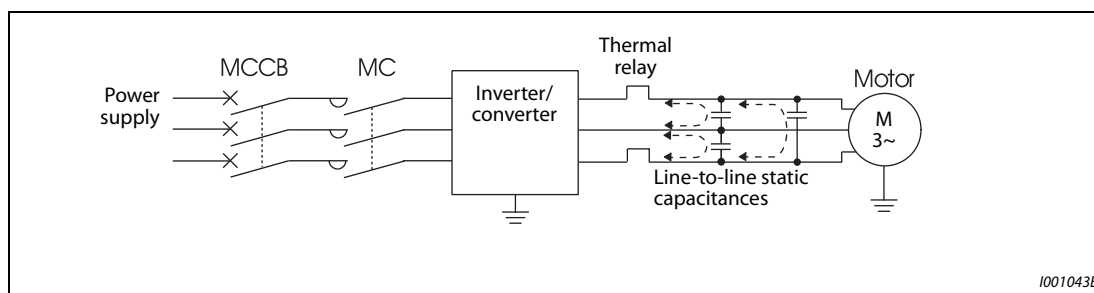 Thermal
relay
MCCB
MC
Motor
Power
supply
Inverter/
converter
M
3~
Line-to-line static
capacitances
I001043E